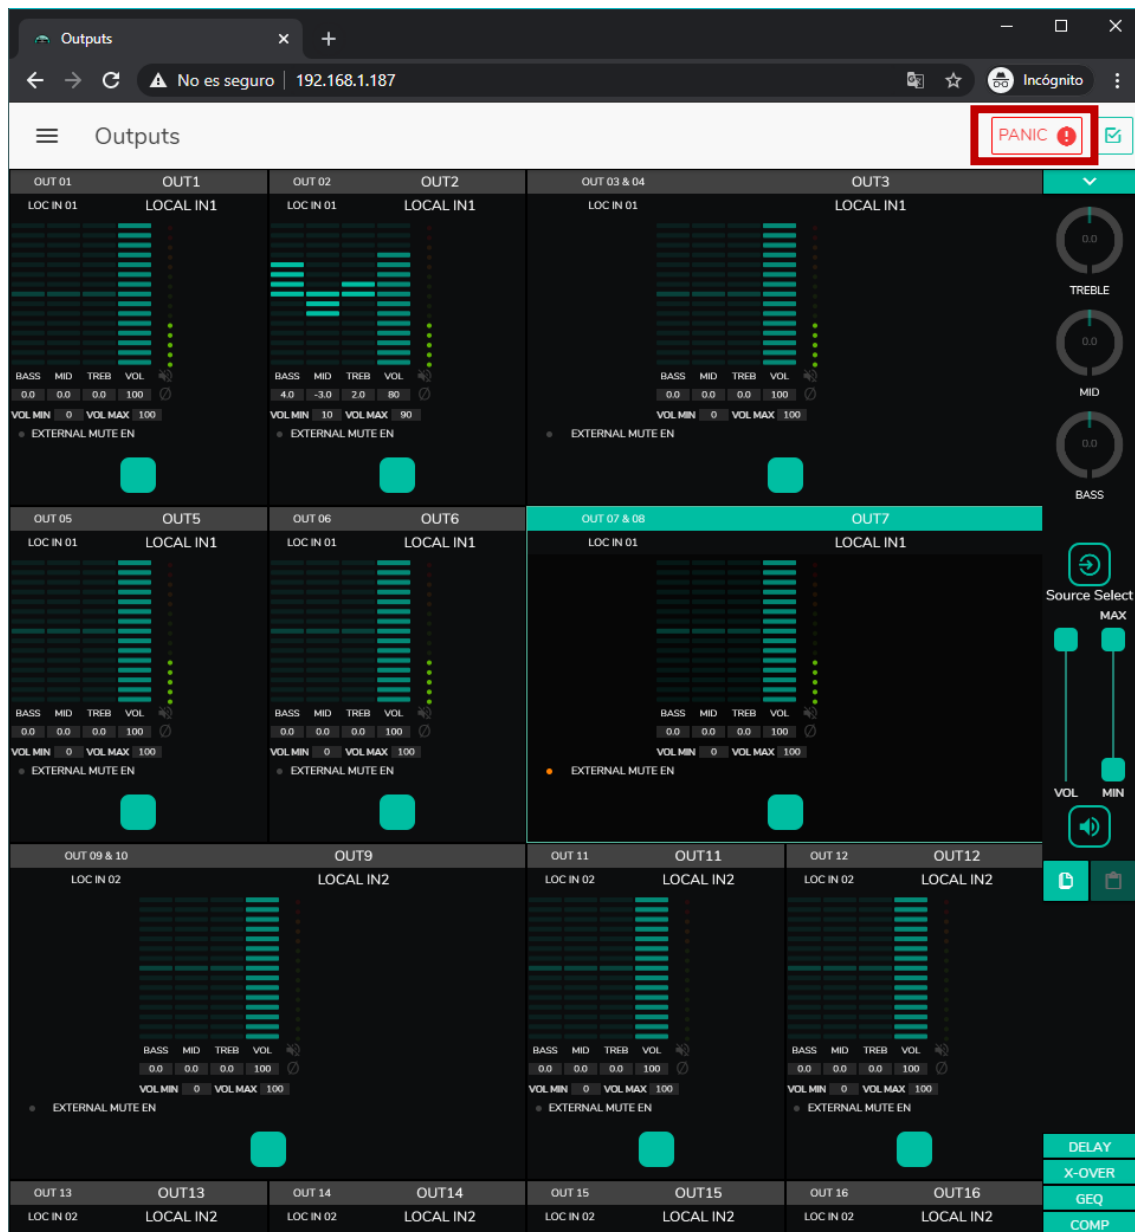 Outputs
No es seguro | 192.168.1.187
Incógnito
Outputs
PANIC
OUT 01 OUT1 OUT 02 OUT2 OUT 03 & 04 OUT3
LOC IN 01 LOCAL IN1 LOC IN 01 LOCAL IN1 LOC IN 01 LOCAL IN1
0.0
TREBLE
0.0
BASS MID TREB VOL BASS MID TREB VOL BASS MID TREB VOL
0.0 0.0 0.0 100 4.0 -3.0 2.0 80 0.0 0.0 0.0 100
MID
VOL MIN 0 VOL MAX 100 VOL MIN 10 VOL MAX 90 VOL MIN 0 VOL MAX 100
EXTERNAL MUTE EN EXTERNAL MUTE EN EXTERNAL MUTE EN
0.0
BASS
OUT 05 OUT5 OUT 06 OUT6 OUT 07 & 08 OUT7
LOC IN 01 LOCAL IN1 LOC IN 01 LOCAL IN1 LOC IN 01 LOCAL IN1
Source Select
MAX
BASS MID TREB VOL BASS MID TREB VOL BASS MID TREB VOL
0.0 0.0 0.0 100 0.0 0.0 0.0 100 0.0 0.0 0.0 100
VOL MIN 0 VOL MAX 100 VOL MIN 0 VOL MAX 100 VOL MIN 0 VOL MAX 100
EXTERNAL MUTE EN EXTERNAL MUTE EN EXTERNAL MUTE EN
VOL MIN
OUT 09 & 10 OUT9 OUT 11 OUT11 OUT 12 OUT12
LOC IN 02 LOCAL IN2 LOC IN 02 LOCAL IN2 LOC IN 02 LOCAL IN2
BASS MID TREB VOL BASS MID TREB VOL BASS MID TREB VOL
0.0 0.0 0.0 100 0.0 0.0 0.0 100 0.0 0.0 0.0 100
VOL MIN 0 VOL MAX 100 VOL MIN 0 VOL MAX 100 VOL MIN 0 VOL MAX 100
EXTERNAL MUTE EN EXTERNAL MUTE EN EXTERNAL MUTE EN
DELAY
X-OVER
OUT 13 OUT13 OUT 14 OUT14 OUT 15 OUT15 OUT 16 OUT16
GEQ
LOC IN 02 LOCAL IN2 LOC IN 02 LOCAL IN2 LOC IN 02 LOCAL IN2 LOC IN 02 LOCAL IN2
COMP